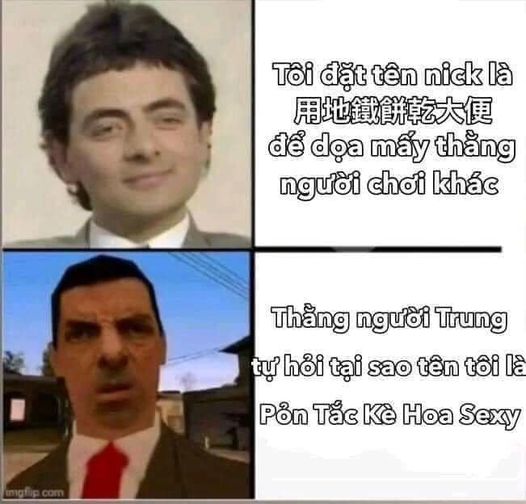 Tôi đặt tên nick là
用地鐵餅乾大便
để dọa mấy thằng
người chơi khác
Thằng người Trung
tự hỏi tại sao tên tôi là
Pỏn Tắc Kè Hoa Sexy
imgflip.com